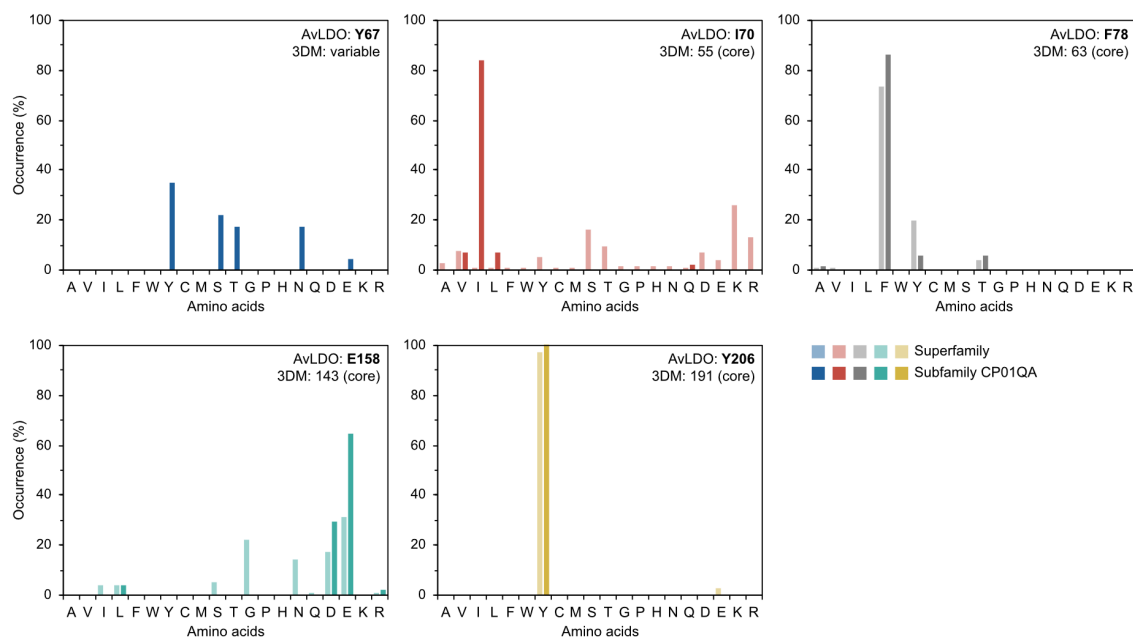 AvLDO: Y67
3DM: variable
100
80
60
40
20
0
Occurrence (%)
A V I L F W Y C M S T G P H N Q D E K R
Amino acids
AvLDO: I70
3DM: 55 (core)
100
80
60
40
20
0
A V I L F W Y C M S T G P H N Q D E K R
Amino acids
AvLDO: F78
3DM: 63 (core)
100
80
60
40
20
0
A V I L F W Y C M S T G P H N Q D E K R
Amino acids
AvLDO: E158
3DM: 143 (core)
100
80
60
40
20
0
Occurrence (%)
A V I L F W Y C M S T G P H N Q D E K R
Amino acids
AvLDO: Y206
3DM: 191 (core)
100
80
60
40
20
0
A V I L F W Y C M S T G P H N Q D E K R
Amino acids
Superfamily
Subfamily CP01QA